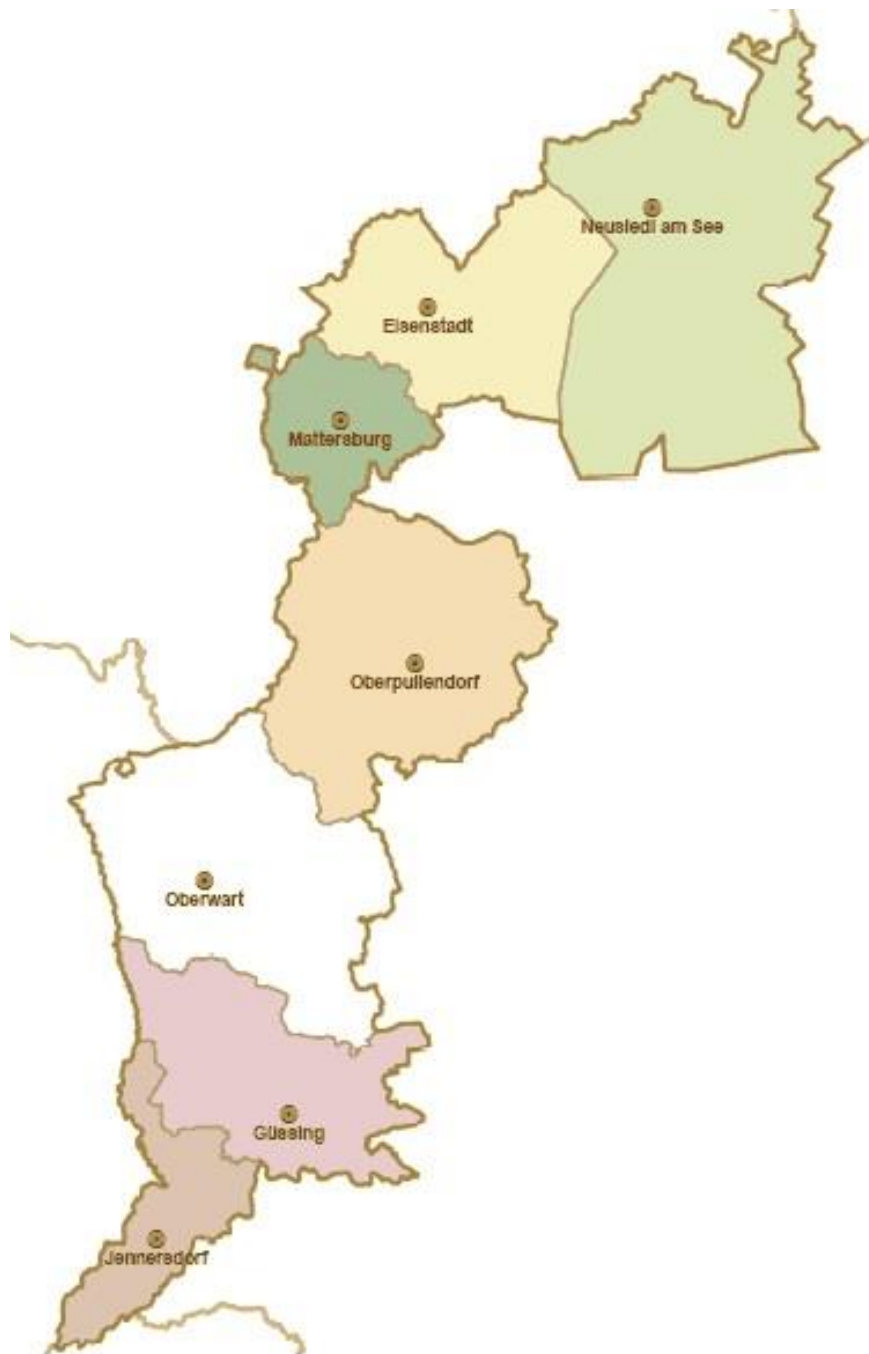 Neusiedl am See
Eisenstadt
Mattersburg
Oberpullendorf
Oberwart
Güssing
Jennersdorf